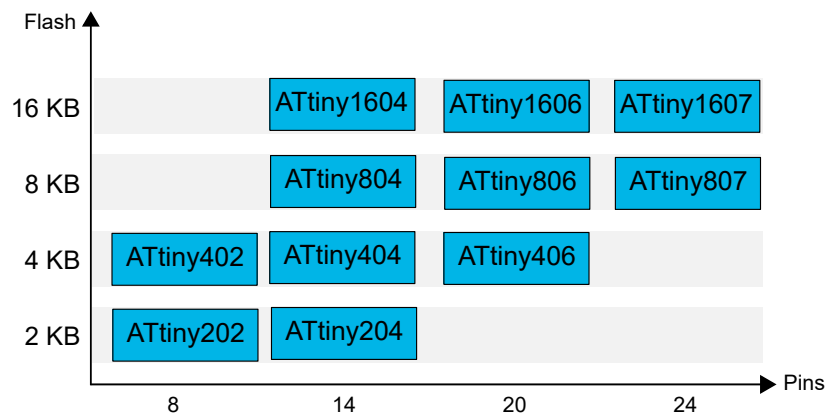 Flash
16 KB ATtiny1604 ATtiny1606 ATtiny1607
8 KB ATtiny804 ATtiny806 ATtiny807
4 KB ATtiny402 ATtiny404 ATtiny406
2 KB ATtiny202 ATtiny204
Pins
8 14 20 24